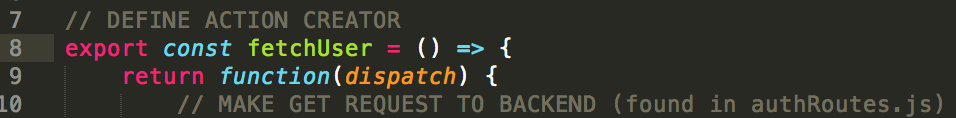 7 // DEFINE ACTION CREATOR
8 export const fetchUser = () => {
9 return function(dispatch) {
10 // MAKE GET REQUEST TO BACKEND (found in authRoutes.js)